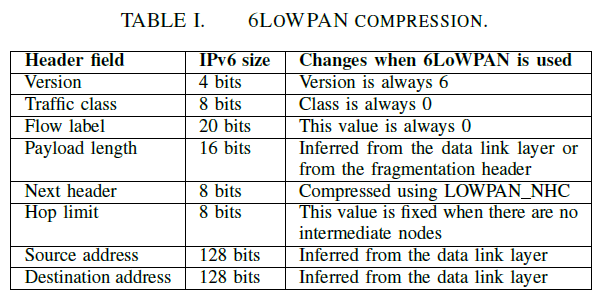 TABLE I. 6LOWPAN COMPRESSION.
Header field IPv6 size Changes when 6LoWPAN is used
Version 4 bits Version is always 6
Traffic class 8 bits Class is always 0
Flow label 20 bits This value is always 0
Payload length 16 bits Inferred from the data link layer or
from the fragmentation header
Next header 8 bits Compressed using LOWPAN_NHC
Hop limit 8 bits This value is fixed when there are no
intermediate nodes
Source address 128 bits Inferred from the data link layer
Destination address 128 bits Inferred from the data link layer